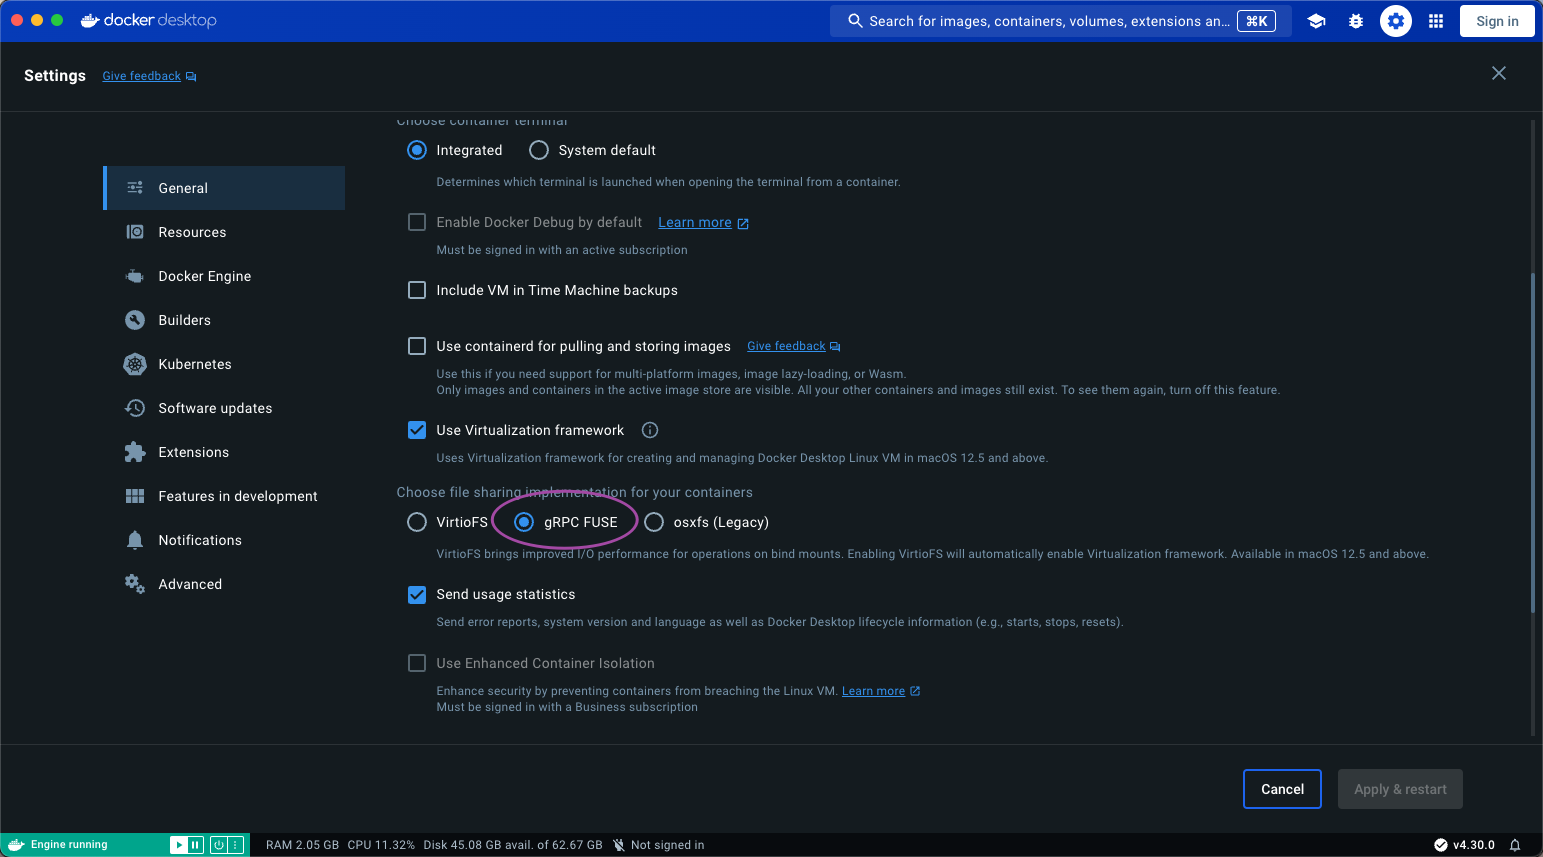 docker desktop
Search for images, containers, volumes, extensions an...
⌘K
Sign in
Settings
Give feedback
General
Resources
Docker Engine
Builders
Kubernetes
Software updates
Extensions
Features in development
Notifications
Advanced
Choose container terminal
Integrated
System default
Determines which terminal is launched when opening the terminal from a container.
Enable Docker Debug by default
Learn more
Must be signed in with an active subscription
Include VM in Time Machine backups
Use containerd for pulling and storing images
Give feedback
Use this if you need support for multi-platform images, image lazy-loading, or Wasm.
Only images and containers in the active image store are visible. All your other containers and images still exist. To see them again, turn off this feature.
Use Virtualization framework
Uses Virtualization framework for creating and managing Docker Desktop Linux VM in macOS 12.5 and above.
Choose file sharing implementation for your containers
VirtioFS
gRPC FUSE
osxfs (Legacy)
VirtioFS brings improved I/O performance for operations on bind mounts. Enabling VirtioFS will automatically enable Virtualization framework. Available in macOS 12.5 and above.
Send usage statistics
Send error reports, system version and language as well as Docker Desktop lifecycle information (e.g., starts, stops, resets).
Use Enhanced Container Isolation
Enhance security by preventing containers from breaching the Linux VM. Learn more
Must be signed in with a Business subscription
Cancel
Apply & restart
Engine running
RAM 2.05 GB
CPU 11.32%
Disk 45.08 GB avail. of 62.67 GB
Not signed in
v4.30.0